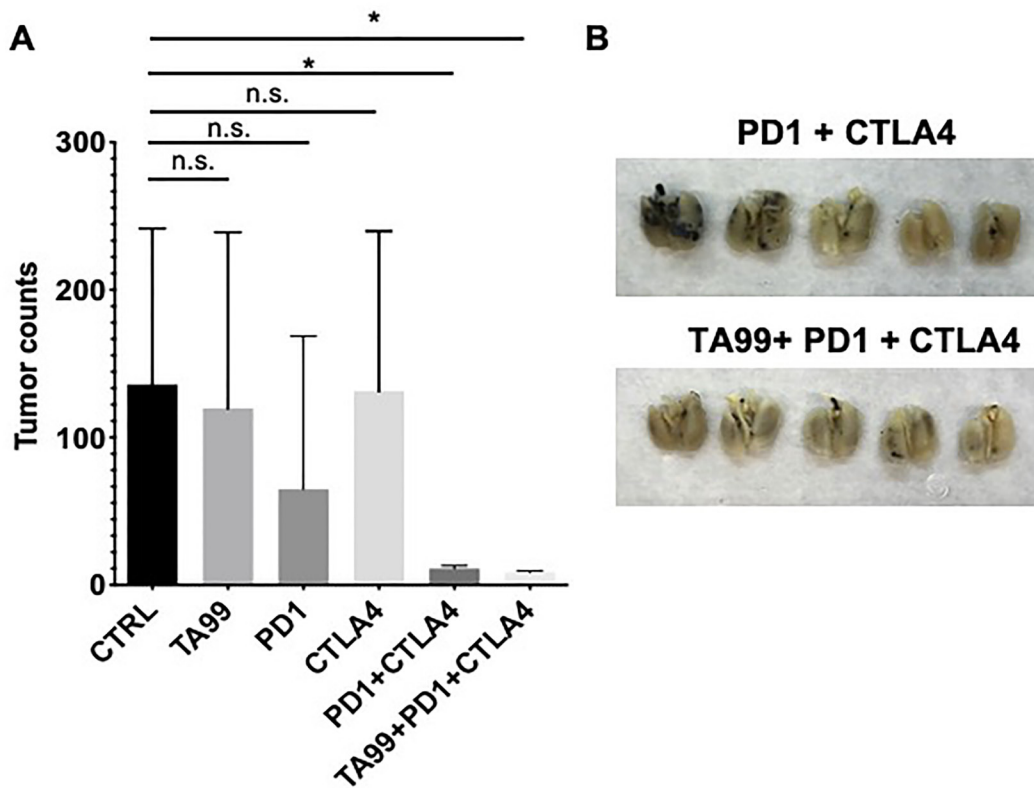 A
*
*
n.s.
n.s.
n.s.
300
200
100
0
Tumor counts
CTRL
TA99
PD1
CTLA4
PD1+CTLA4
TA99+PD1+CTLA4
B
PD1 + CTLA4
TA99+ PD1 + CTLA4